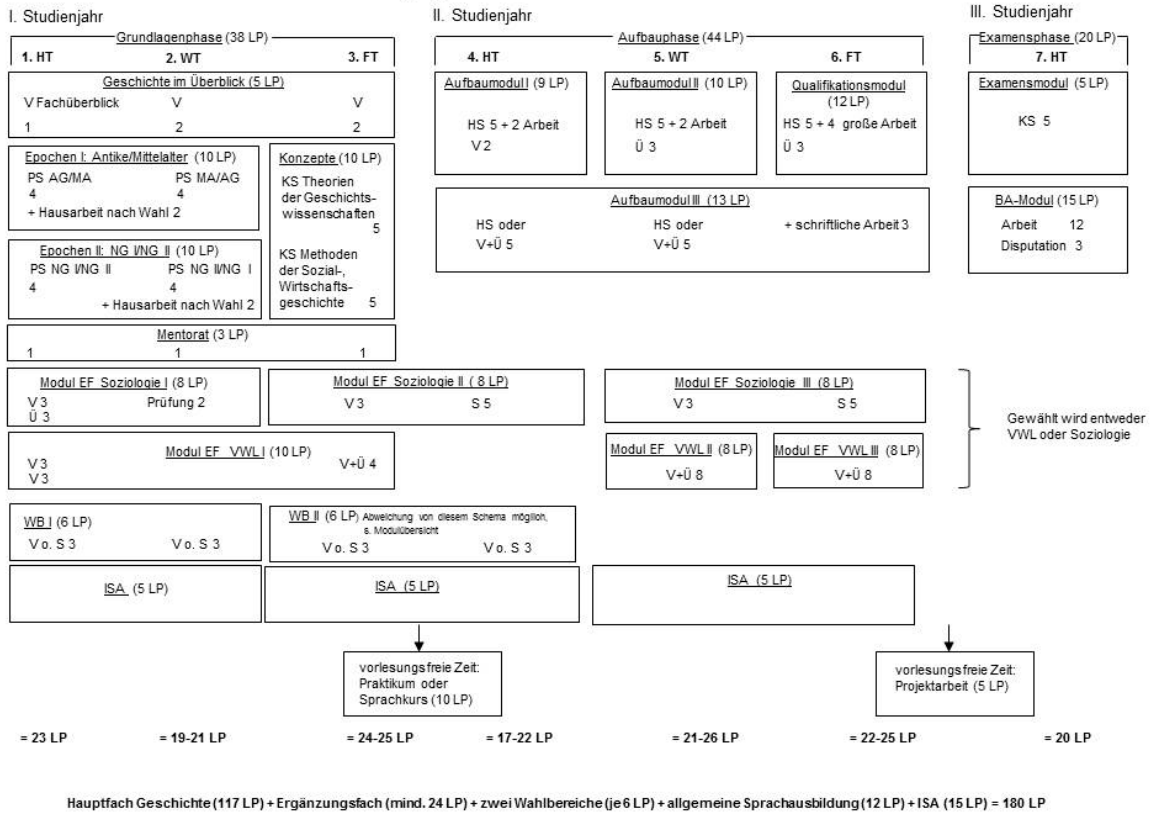 I. Studienjahr
II. Studienjahr
III. Studienjahr
Grundlagenphase (38 LP)
Aufbauphase (44 LP)
Examensphase (20 LP)
1. HT
2. WT
3. FT
4. HT
5. WT
6. FT
7. HT
Geschichte im Überblick (5 LP)
V Fachüberblick
V
V
1
2
2
Aufbaumodul I (9 LP)
HS 5 + 2 Arbeit
V 2
Aufbaumodul II (10 LP)
HS 5 + 2 Arbeit
Ü 3
Qualifikationsmodul
(12 LP)
HS 5 + 4 große Arbeit
Ü 3
Examensmodul (5 LP)
KS 5
Epochen I: Antike/Mittelalter (10 LP)
PS AG/MA
PS MA/AG
4
4
+ Hausarbeit nach Wahl 2
Konzepte (10 LP)
KS Theorien
der Geschichts
wissenschaften
5
KS Methoden
der Sozial-,
Wirtschafts-
geschichte 5
Aufbaumodul III (13 LP)
HS oder
V+Ü 5
HS oder
V+Ü 5
+ schriftliche Arbeit 3
BA-Modul (15 LP)
Arbeit 12
Disputation 3
Epochen II: NG I/NG II (10 LP)
PS NG I/NG II
PS NG II/NG I
4
4
+ Hausarbeit nach Wahl 2
Mentorat (3 LP)
1
1
1
Modul EF Soziologie I (8 LP)
V 3
Prüfung 2
Ü 3
Modul EF Soziologie II ( 8 LP)
V 3
S 5
Modul EF Soziologie III (8 LP)
V 3
S 5
Gewählt wird entweder
VWL oder Soziologie
Modul EF VWL I (10 LP)
V 3
V 3
V+Ü 4
Modul EF VWL II (8 LP)
V+Ü 8
Modul EF VWL III (8 LP)
V+Ü 8
WB I (6 LP)
V o. S 3
V o. S 3
WB II (6 LP) Abweichung von diesem Schema möglich,
s. Modulübersicht
V o. S 3
V o. S 3
ISA (5 LP)
ISA (5 LP)
ISA (5 LP)
vorlesungsfreie Zeit:
Praktikum oder
Sprachkurs (10 LP)
vorlesungsfreie Zeit:
Projektarbeit (5 LP)
= 23 LP
= 19-21 LP
= 24-25 LP
= 17-22 LP
= 21-26 LP
= 22-25 LP
= 20 LP
Hauptfach Geschichte (117 LP) + Ergänzungsfach (mind. 24 LP) + zwei Wahlbereiche (je 6 LP) + allgemeine Sprachausbildung (12 LP) + ISA (15 LP) = 180 LP